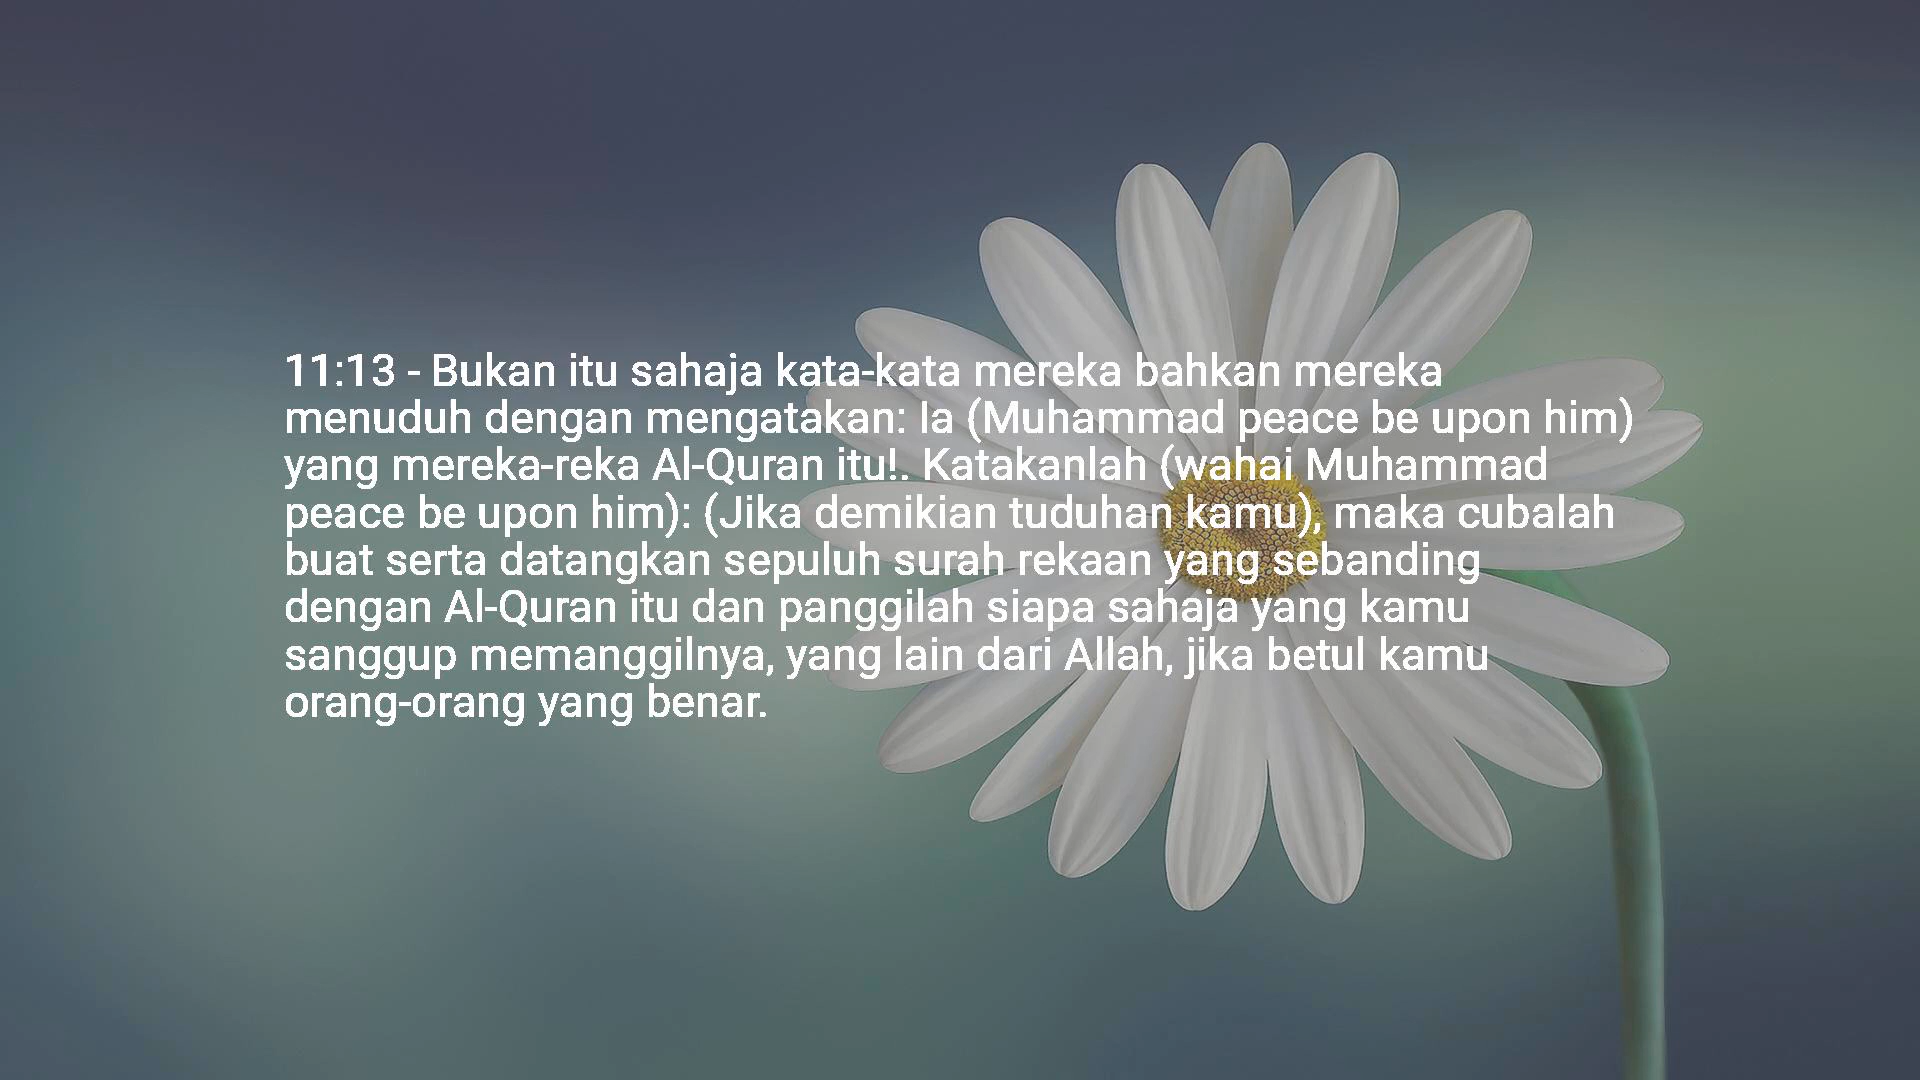 11:13 - Bukan itu sahaja kata-kata mereka bahkan mereka
menuduh dengan mengatakan: Ia (Muhammad peace be upon him)
yang mereka-reka Al-Quran itu!. Katakanlah (wahai Muhammad
peace be upon him): (Jika demikian tuduhan kamu), maka cubalah
buat serta datangkan sepuluh surah rekaan yang sebanding
dengan Al-Quran itu dan panggilah siapa sahaja yang kamu
sanggup memanggilnya, yang lain dari Allah, jika betul kamu
orang-orang yang benar.